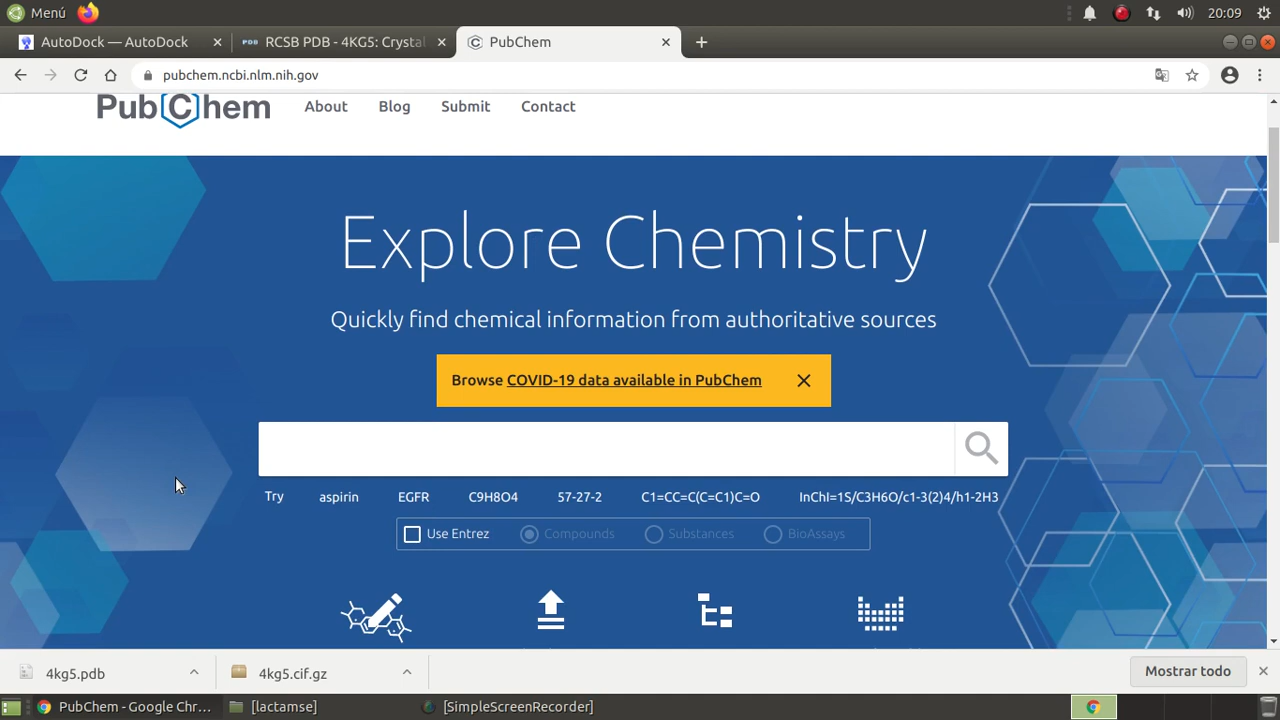 Menú
20:09
AutoDock — AutoDock
RCSB PDB - 4KG5: Crystal
PubChem
pubchem.ncbi.nlm.nih.gov
PubChem
About
Blog
Submit
Contact
Explore Chemistry
Quickly find chemical information from authoritative sources
Browse COVID-19 data available in PubChem
Try
aspirin
EGFR
C9H8O4
57-27-2
C1=CC=C(C=C1)C=O
InChI=1S/C3H6O/c1-3(2)4/h1-2H3
Use Entrez
Compounds
Substances
BioAssays
4kg5.pdb
4kg5.cif.gz
Mostrar todo
PubChem - Google Chr...
[lactamse]
[SimpleScreenRecorder]